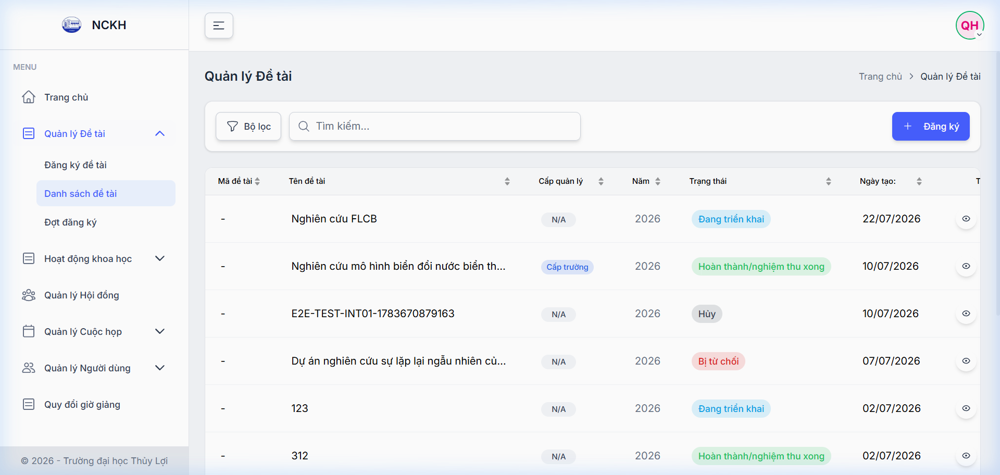 NCKH
QH
MENU
Trang chủ
Quản lý Đề tài
Đăng ký đề tài
Danh sách đề tài
Đợt đăng ký
Hoạt động khoa học
Quản lý Hội đồng
Quản lý Cuộc họp
Quản lý Người dùng
Quy đổi giờ giảng
© 2026 - Trường đại học Thủy Lợi
Quản lý Đề tài
Trang chủ > Quản lý Đề tài
Bộ lọc
Tìm kiếm...
+ Đăng ký
Mã đề tài Tên đề tài Cấp quản lý Năm Trạng thái Ngày tạo: T
- Nghiên cứu FLCB N/A 2026 Đang triển khai 22/07/2026
- Nghiên cứu mô hình biển đổi nước biển th... Cấp trường 2026 Hoàn thành/nghiệm thu xong 10/07/2026
- E2E-TEST-INT01-1783670879163 N/A 2026 Hủy 10/07/2026
- Dự án nghiên cứu sự lặp lại ngẫu nhiên củ... N/A 2026 Bị từ chối 07/07/2026
- 123 N/A 2026 Đang triển khai 02/07/2026
- 312 N/A 2026 Hoàn thành/nghiệm thu xong 02/07/2026